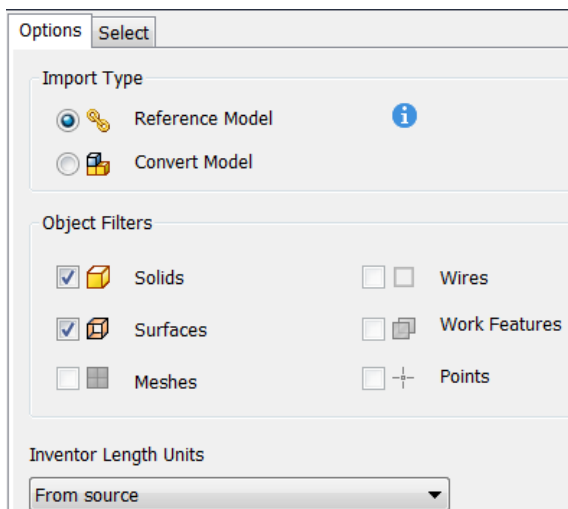 Options Select
Import Type
Reference Model
Convert Model
Object Filters
Solids Wires
Surfaces Work Features
Meshes Points
Inventor Length Units
From source